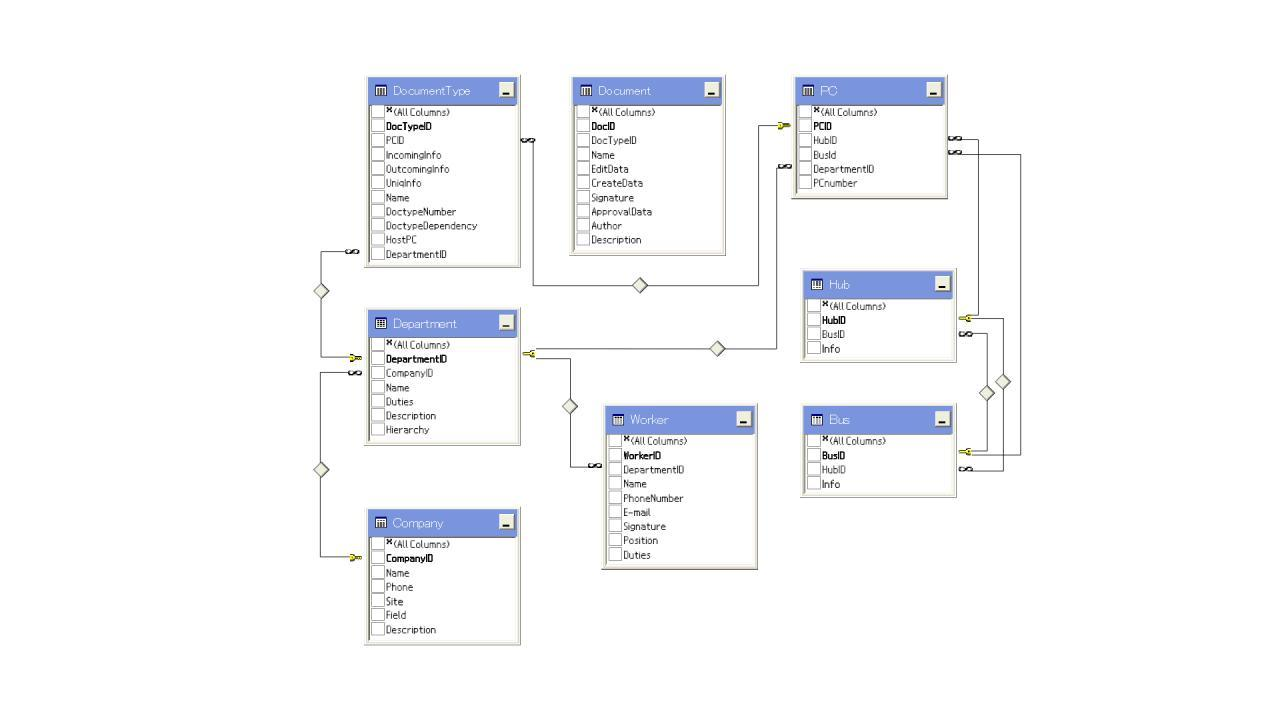 DocumentType
*(All Columns)
DocTypeID
PCID
IncomingInfo
OutcomingInfo
UniqInfo
Name
DoctypeNumber
DoctypeDependency
HostPC
DepartmentID
Document
*(All Columns)
DocID
DocTypeID
Name
EditData
CreateData
Signature
ApprovalData
Author
Description
PC
*(All Columns)
PCID
HubID
BusId
DepartmentID
PCnumber
Hub
*(All Columns)
HubID
BusID
Info
Department
*(All Columns)
DepartmentID
CompanyID
Name
Duties
Description
Hierarchy
Worker
*(All Columns)
WorkerID
DepartmentID
Name
PhoneNumber
E-mail
Signature
Position
Duties
Bus
*(All Columns)
BusID
HubID
Info
Company
*(All Columns)
CompanyID
Name
Phone
Site
Field
Description